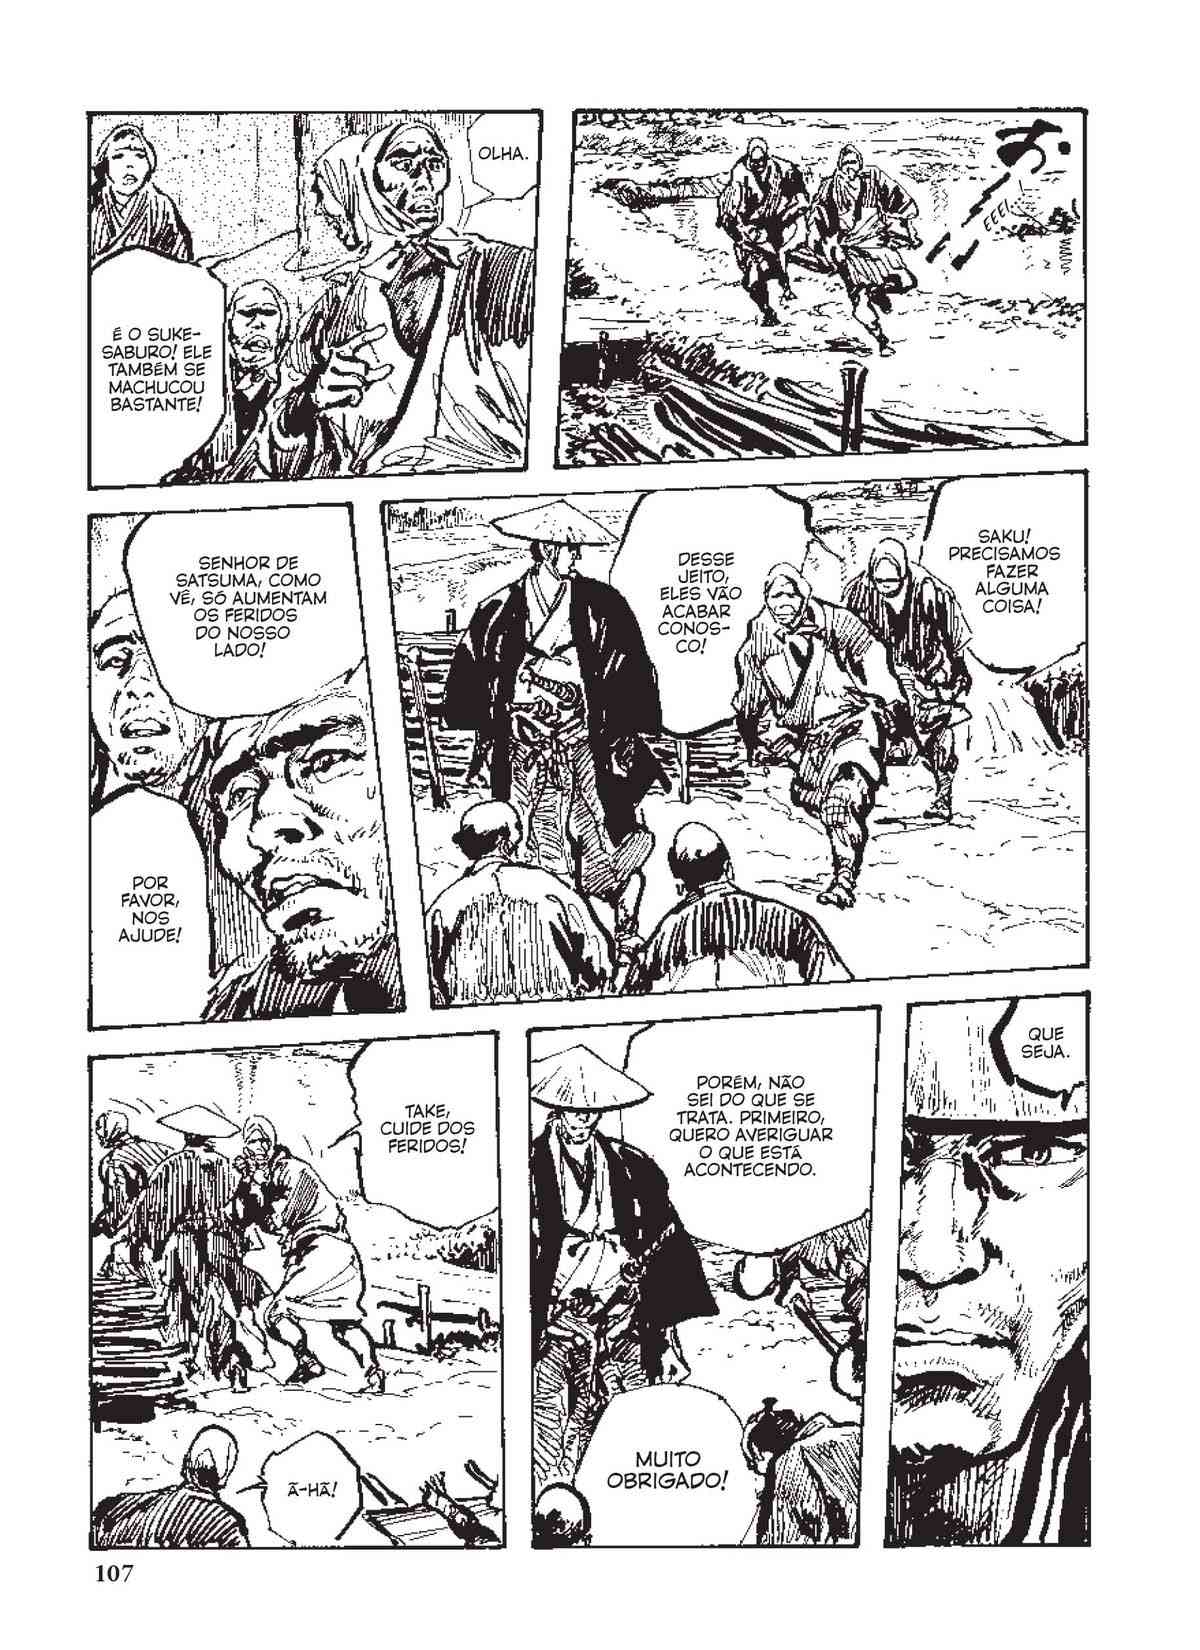 お〜い
EEEI...
OLHA.
É O SUKE-
SABURO! ELE
TAMBÉM SE
MACHUCOU
BASTANTE!
SAKU!
PRECISAMOS
FAZER
ALGUMA
COISA!
DESSE
JEITO,
ELES VÃO
ACABAR
CONOS-
CO!
SENHOR DE
SATSUMA, COMO
VÊ, SÓ AUMENTAM
OS FERIDOS
DO NOSSO
LADO!
POR
FAVOR,
NOS
AJUDE!
QUE
SEJA.
PORÉM, NÃO
SEI DO QUE SE
TRATA. PRIMEIRO,
QUERO AVERIGUAR
O QUE ESTÁ
ACONTECENDO.
MUITO
OBRIGADO!
TAKE,
CUIDE DOS
FERIDOS!
Ã-HÃ!
107